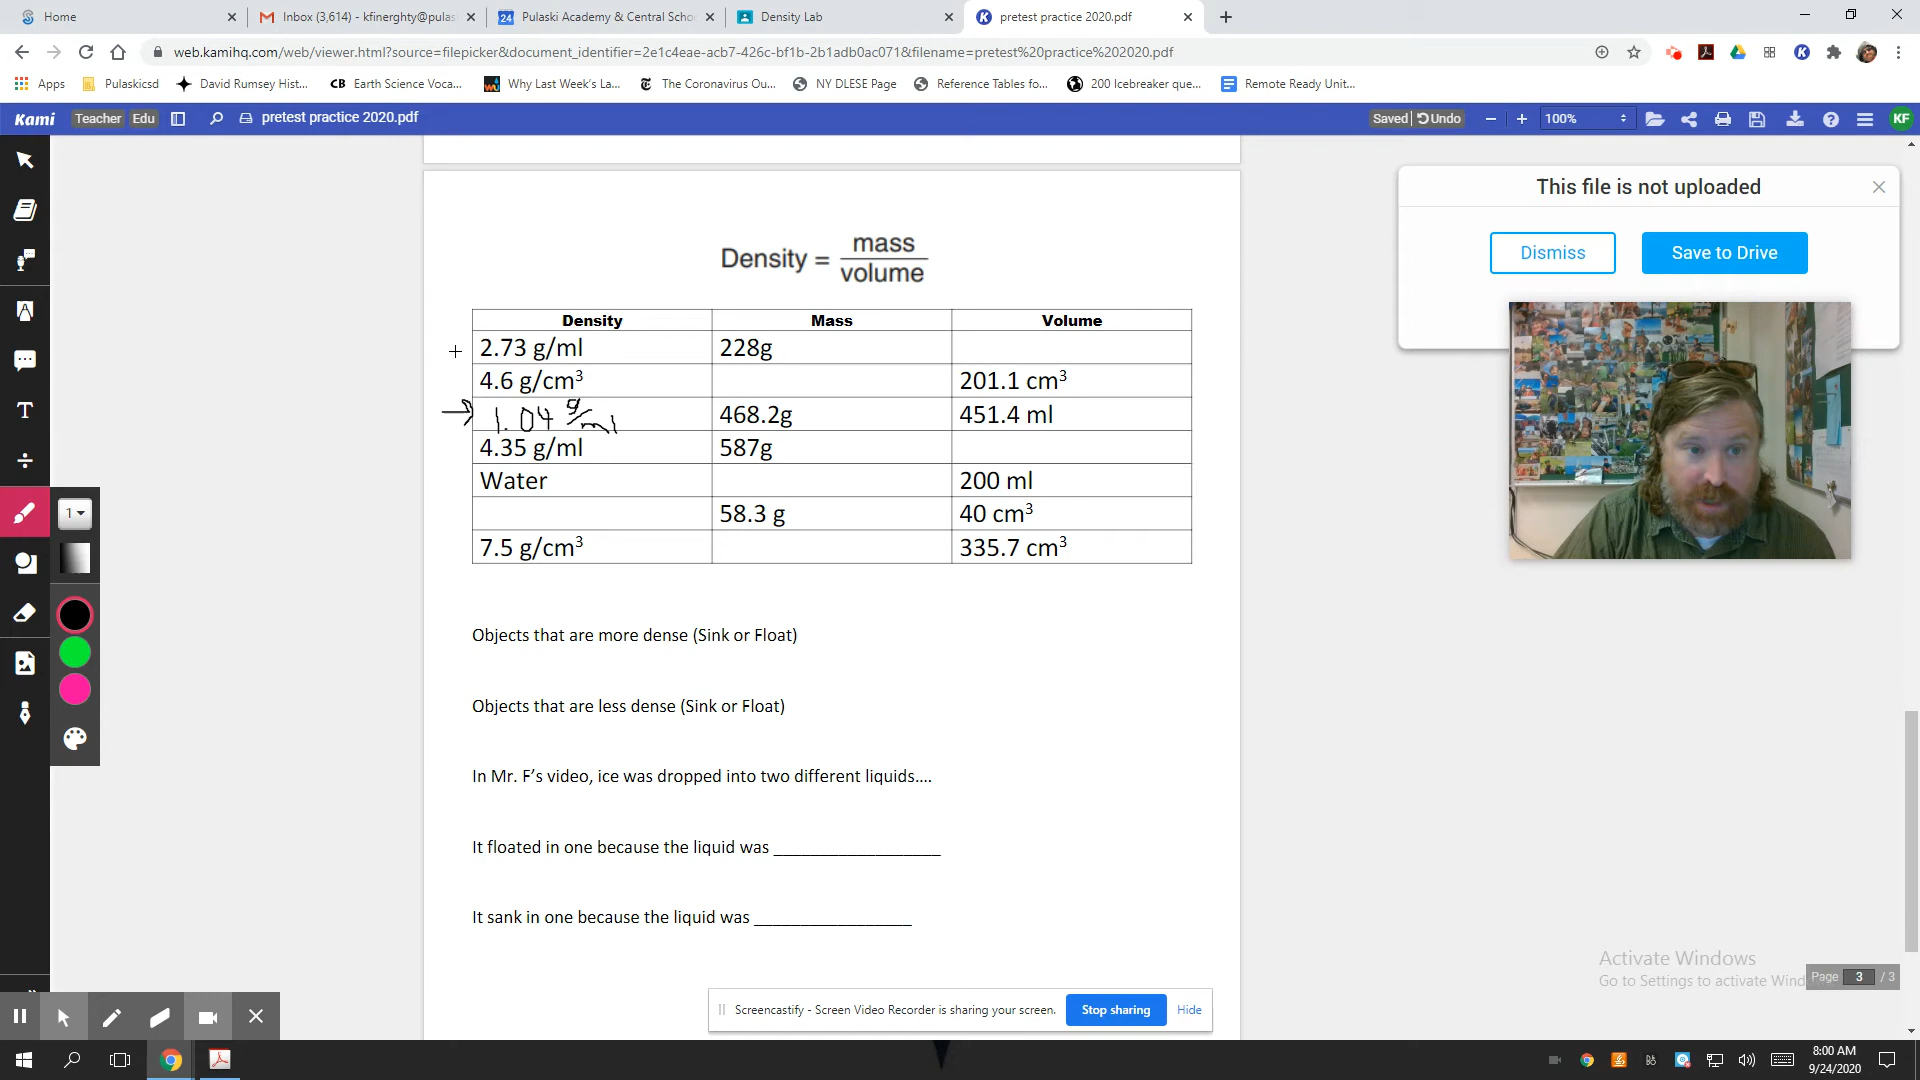 Home
Inbox (3,614) - kfinerghty@pulas
Pulaski Academy & Central Schoo
Density Lab
pretest practice 2020.pdf
web.kamihq.com/web/viewer.html?source=filepicker&document_identifier=2e1c4eae-acb7-426c-bf1b-2b1adb0ac071&filename=pretest%20practice%202020.pdf
Apps
Pulaskicsd
David Rumsey Hist...
CB Earth Science Voca...
Why Last Week's La...
The Coronavirus Ou...
NY DLESE Page
Reference Tables fo...
200 Icebreaker que...
Remote Ready Unit...
Kami Teacher Edu pretest practice 2020.pdf
Saved Undo
100%
KF
This file is not uploaded
Dismiss Save to Drive
Density = mass
volume
Density Mass Volume
2.73 g/ml 228g
4.6 g/cm³ 201.1 cm³
→ 1.04 g/ml 468.2g 451.4 ml
4.35 g/ml 587g
Water 200 ml
58.3 g 40 cm³
7.5 g/cm³ 335.7 cm³
Objects that are more dense (Sink or Float)
Objects that are less dense (Sink or Float)
In Mr. F's video, ice was dropped into two different liquids....
It floated in one because the liquid was __________________
It sank in one because the liquid was _________________
1
Activate Windows
Go to Settings to activate Wind
Page 3 / 3
Screencastify - Screen Video Recorder is sharing your screen. Stop sharing Hide
8:00 AM
9/24/2020